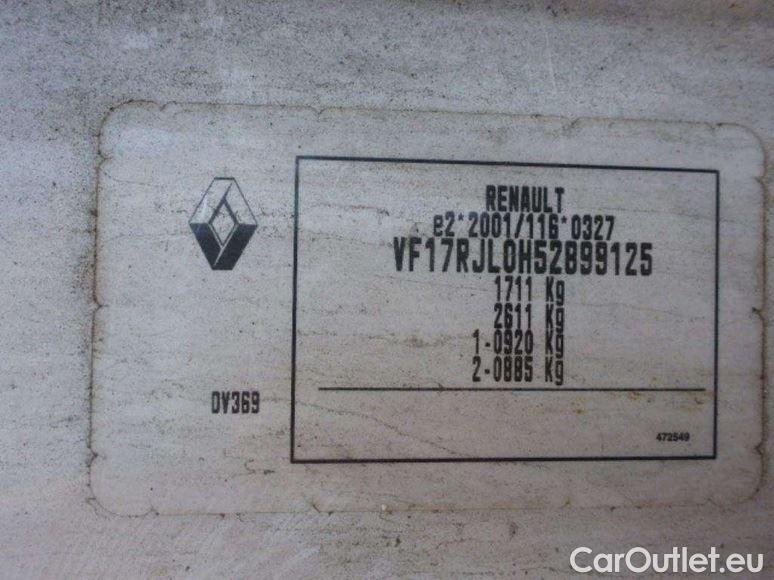 RENAULT
e2*2001/116*0327
VF17RJL0H52899125
1711 Kg
2611 Kg
1-0920 Kg
2-0885 Kg
DV369
472549
CarOutlet.eu